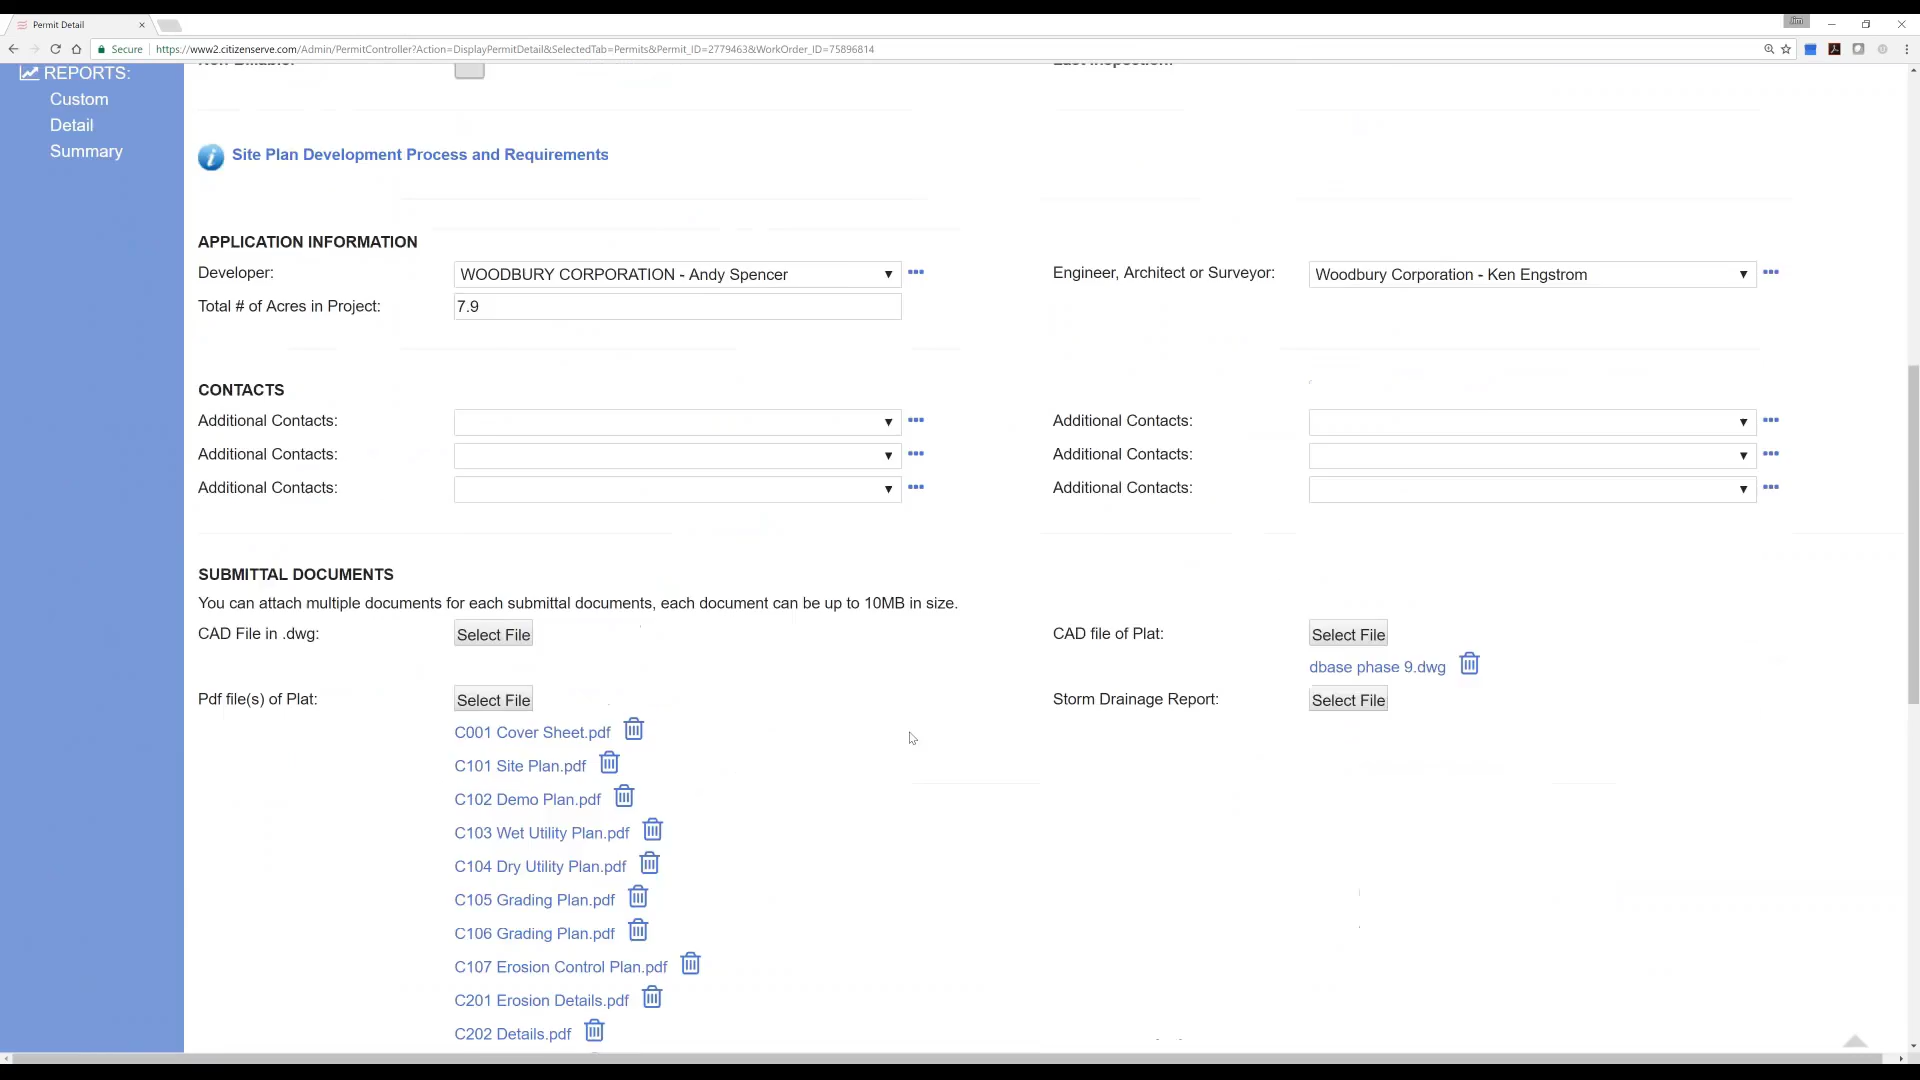 Permit Detail
Jim
Secure https://www2.citizenserve.com/Admin/PermitController?Action=DisplayPermitDetail&SelectedTab=Permits&Permit_ID=2779463&WorkOrder_ID=75896814
REPORTS:
Custom
Detail
Summary
Site Plan Development Process and Requirements
APPLICATION INFORMATION
Developer: WOODBURY CORPORATION - Andy Spencer Engineer, Architect or Surveyor: Woodbury Corporation - Ken Engstrom
Total # of Acres in Project: 7.9
CONTACTS
Additional Contacts: Additional Contacts:
Additional Contacts: Additional Contacts:
Additional Contacts: Additional Contacts:
SUBMITTAL DOCUMENTS
You can attach multiple documents for each submittal documents, each document can be up to 10MB in size.
CAD File in .dwg: Select File CAD file of Plat: Select File
dbase phase 9.dwg
Pdf file(s) of Plat: Select File Storm Drainage Report: Select File
C001 Cover Sheet.pdf
C101 Site Plan.pdf
C102 Demo Plan.pdf
C103 Wet Utility Plan.pdf
C104 Dry Utility Plan.pdf
C105 Grading Plan.pdf
C106 Grading Plan.pdf
C107 Erosion Control Plan.pdf
C201 Erosion Details.pdf
C202 Details.pdf